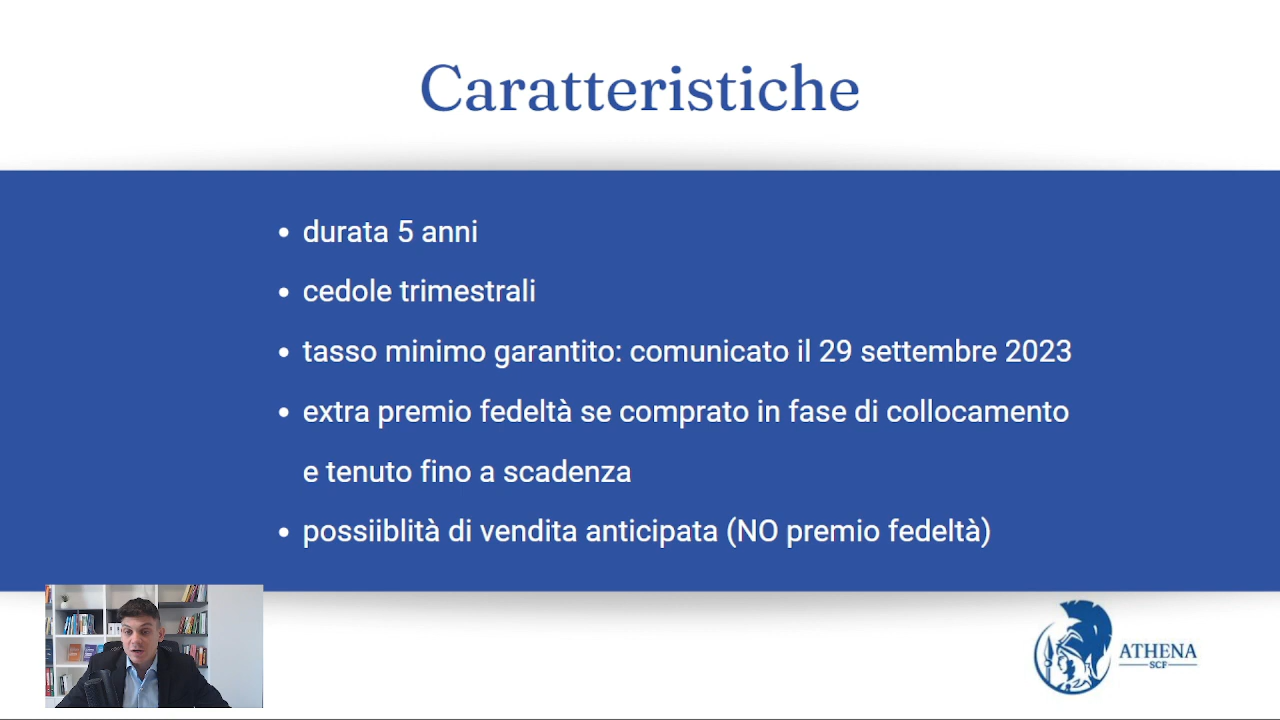 Caratteristiche
• durata 5 anni
• cedole trimestrali
• tasso minimo garantito: comunicato il 29 settembre 2023
• extra premio fedeltà se comprato in fase di collocamento
e tenuto fino a scadenza
• possiiblità di vendita anticipata (NO premio fedeltà)
ATHENA
SCF